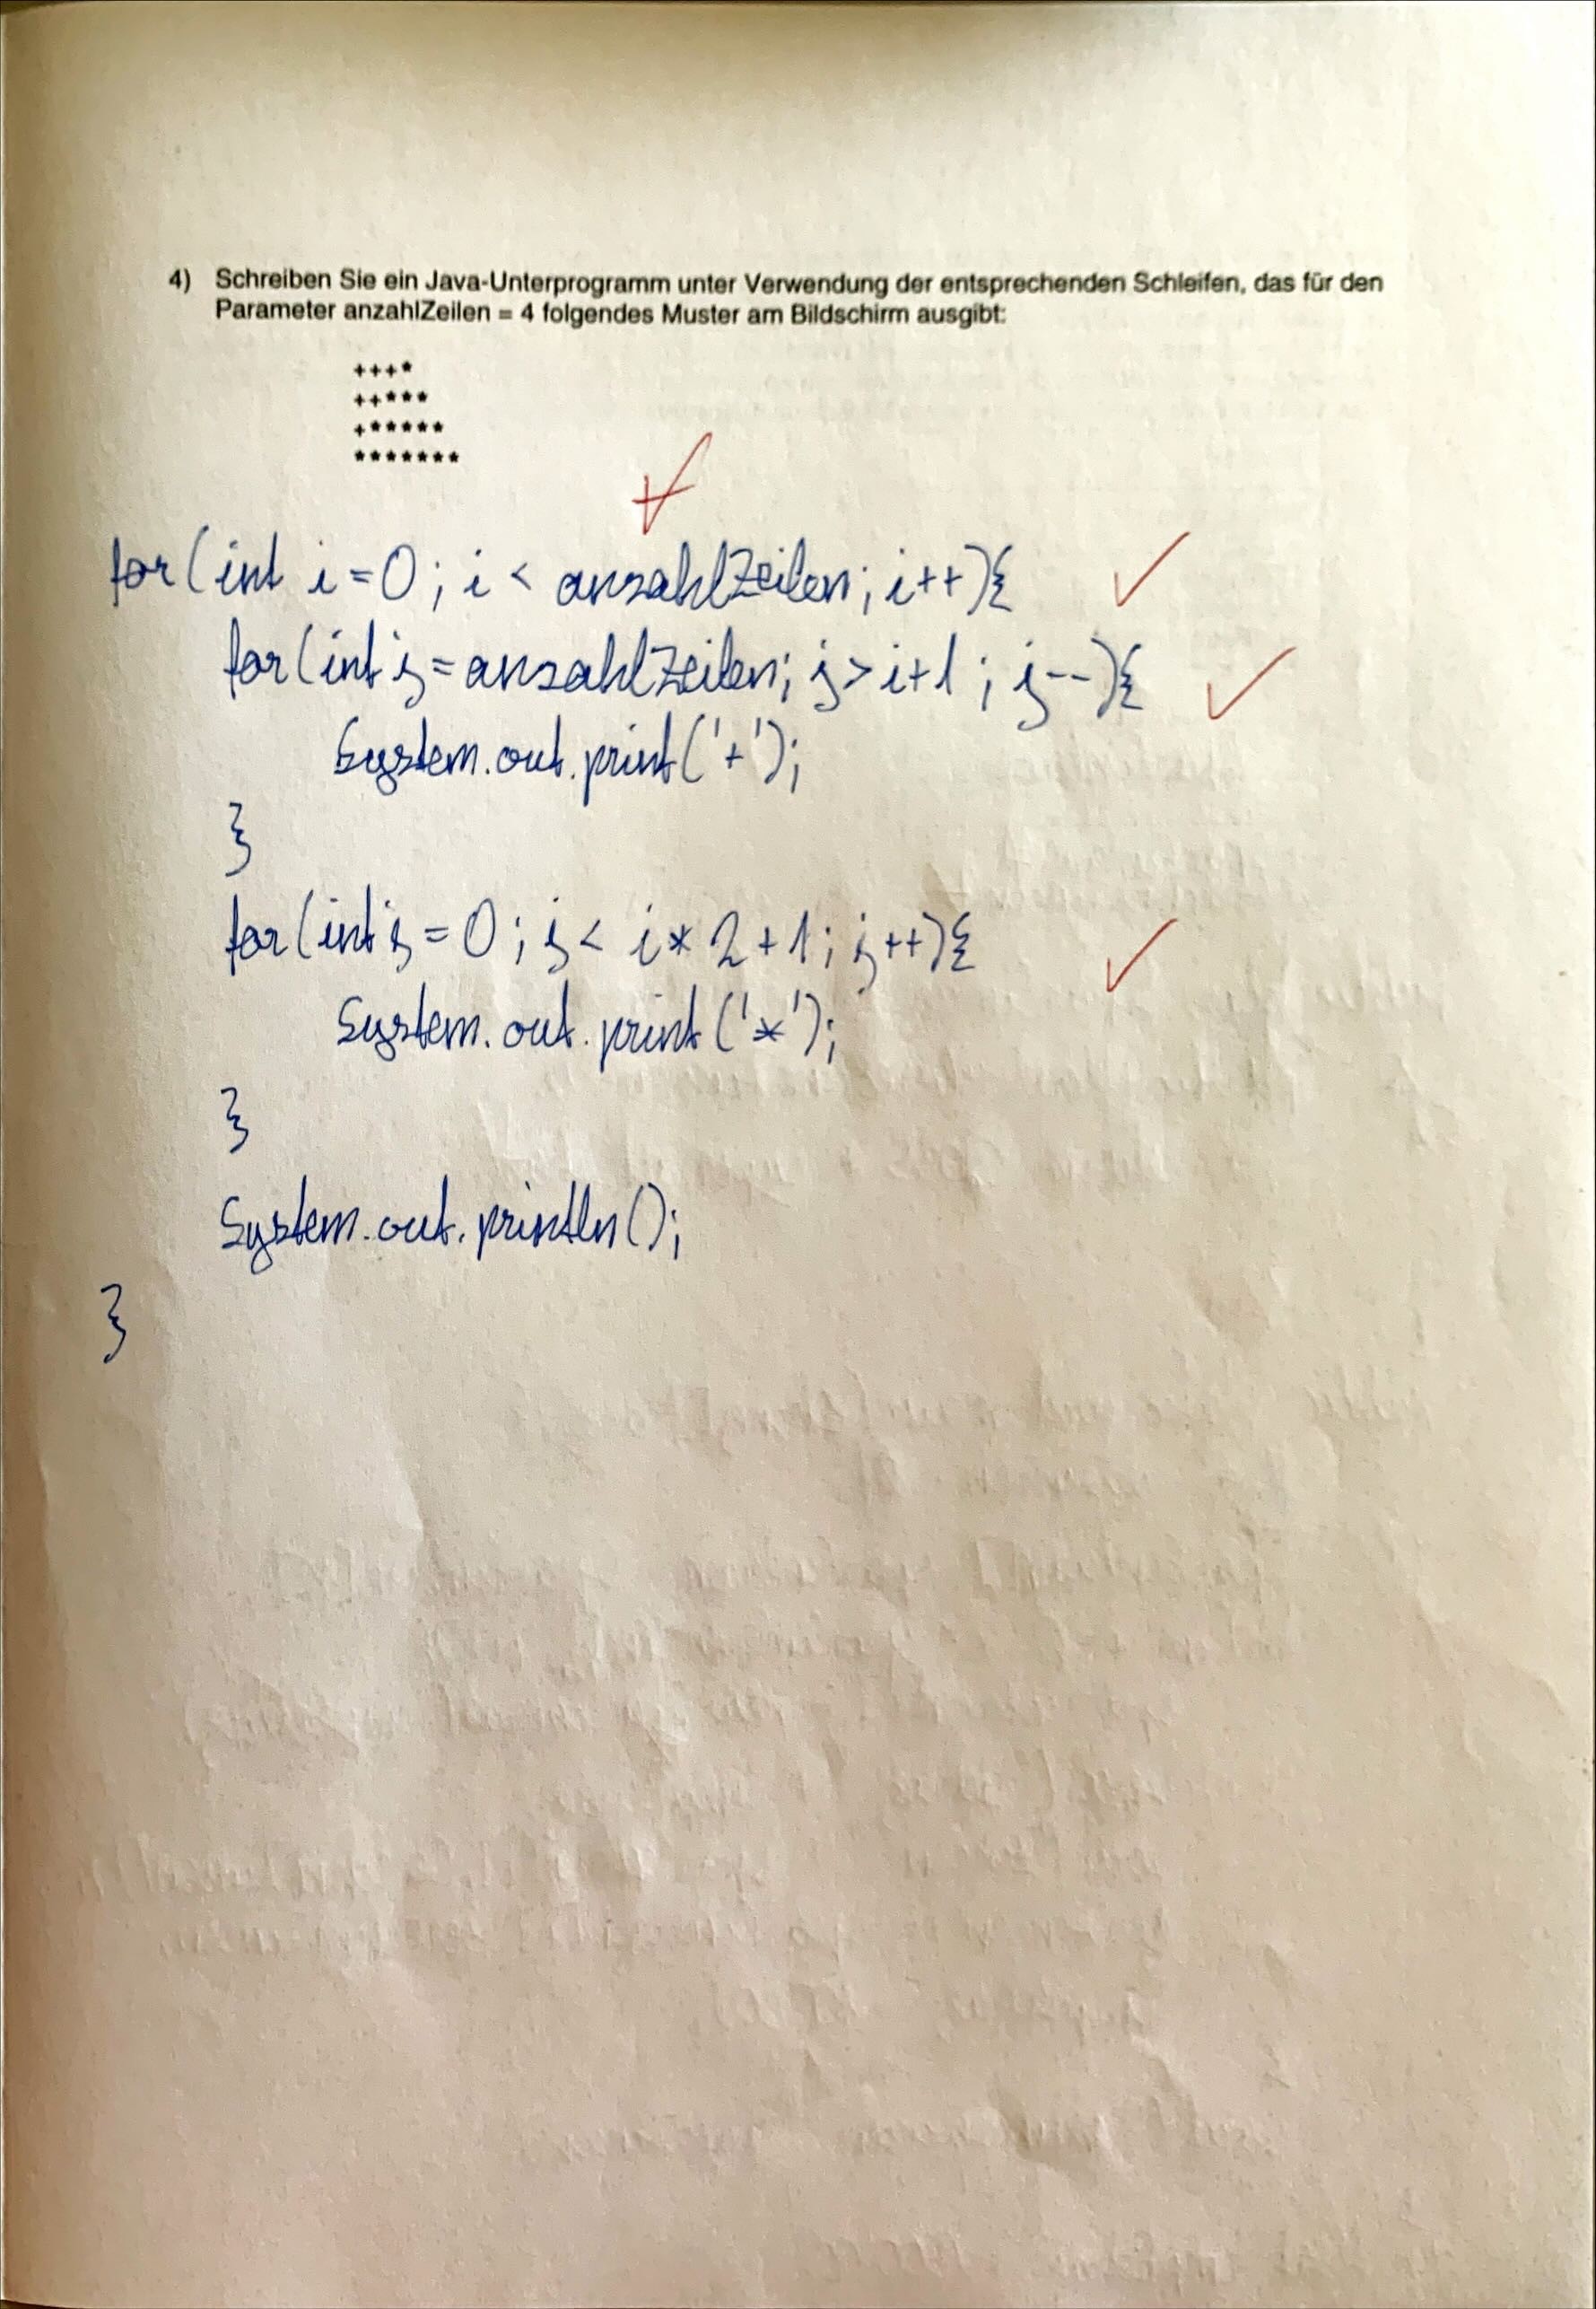 4) Schreiben Sie ein Java-Unterprogramm unter Verwendung der entsprechenden Schleifen, das für den
Parameter anzahlZeilen = 4 folgendes Muster am Bildschirm ausgibt:
+++*
++***
+*****
*******
for(int i=0; i < anzahlZeilen; i++){
for(int j=anzahlZeilen; j>i+1; j--){
System.out.print('+');
}
for(int j=0; j< i*2+1; j++){
System.out.print('*');
}
System.out.println();
}